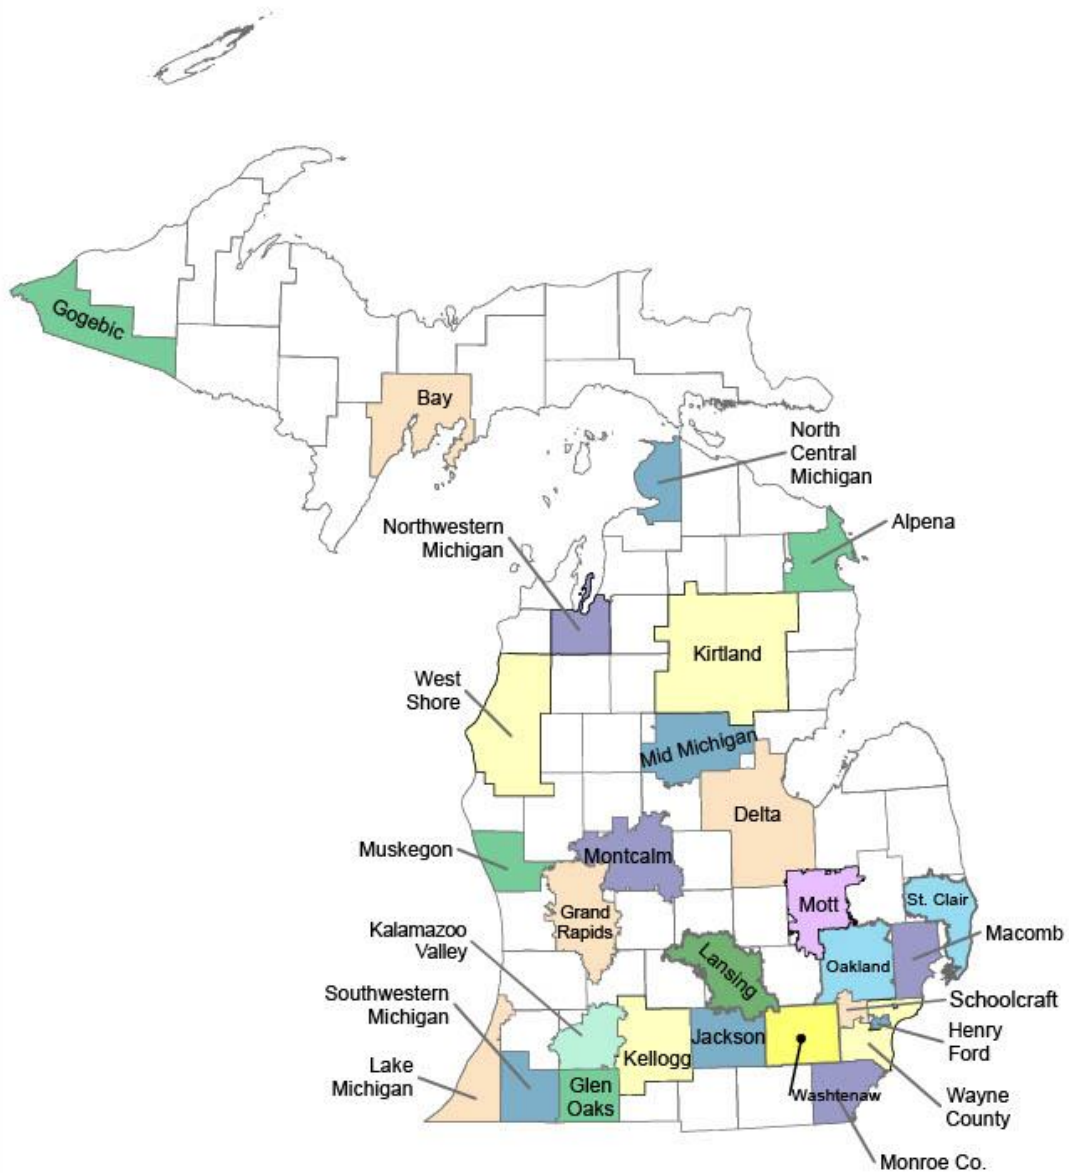 Gogebic
Bay
North
Central
Michigan
Northwestern
Michigan
Alpena
Kirtland
West
Shore
Mid Michigan
Delta
Muskegon
Montcalm
Mott
St. Clair
Grand
Rapids
Kalamazoo
Valley
Macomb
Lansing
Oakland
Southwestern
Michigan
Schoolcraft
Henry
Ford
Jackson
Kellogg
Lake
Michigan
Glen
Oaks
Washtenaw
Wayne
County
Monroe Co.